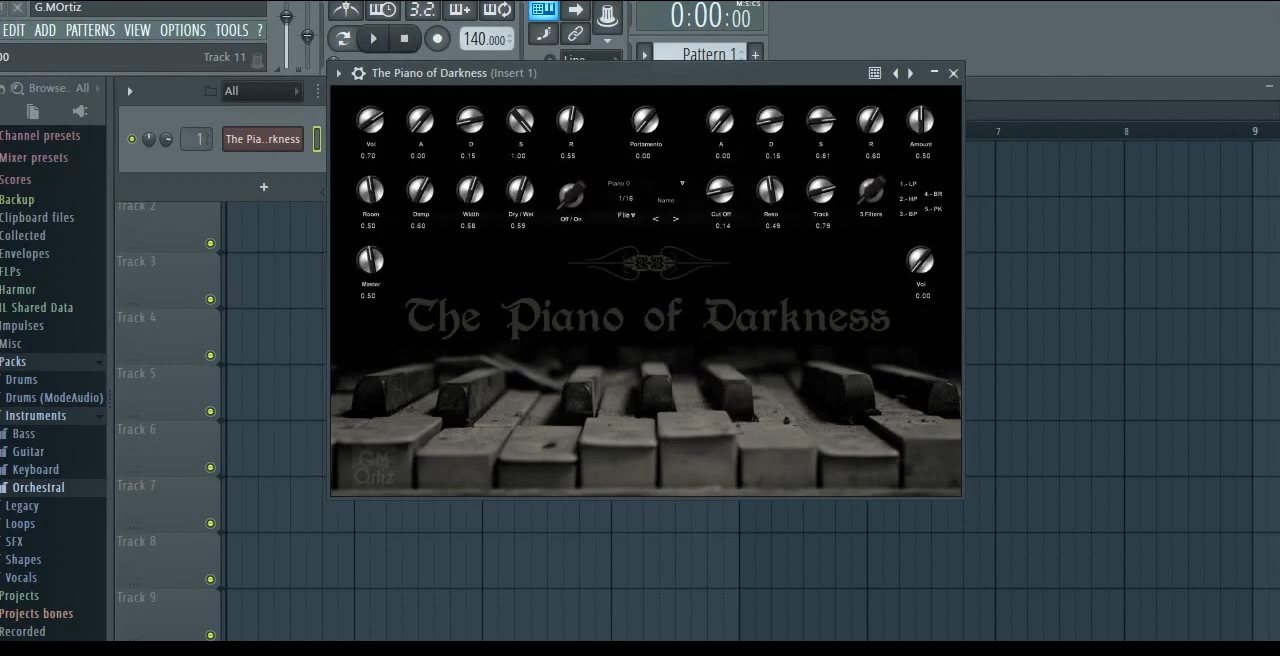 G.MOrtiz
EDIT ADD PATTERNS VIEW OPTIONS TOOLS ?
00
Track 11
3.2
140.000
0:00:00
M:S:CS
Pattern 1
Line
Browse.. All
All
The Piano of Darkness (Insert 1)
1
The Pia..rkness
7
8
9
Channel presets
Mixer presets
Scores
Backup
Clipboard files
Collected
Envelopes
FLPs
Harmor
IL Shared Data
Impulses
Misc
Packs
Drums
Drums (ModeAudio)
Instruments
Bass
Guitar
Keyboard
Orchestral
Legacy
Loops
SFX
Shapes
Vocals
Projects
Projects bones
Recorded
Track 2
Track 3
Track 4
Track 5
Track 6
Track 7
Track 8
Track 9
Vol A D S R Portamento A D S R Amount
0.70 0.00 0.15 1.00 0.55 0.00 0.00 0.16 0.81 0.60 0.50
Piano 0
1/16
Name
File
< >
1.- LP
2.- HP
3.- BP
4.- BR
5.- PK
Room Damp Width Dry / Wet Off / On Cut Off Reso Track 5 Filters
0.50 0.60 0.58 0.59 0.14 0.49 0.79
Master
0.50
Vol
0.00
The Piano of Darkness
GM
Ortiz